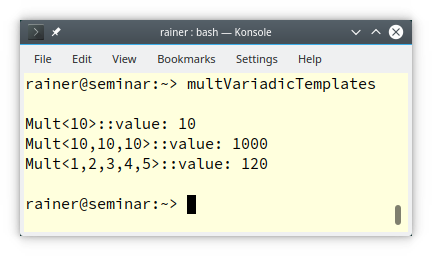 rainer : bash — Konsole
File Edit View Bookmarks Settings Help
rainer@seminar:~> multVariadicTemplates
Mult<10>::value: 10
Mult<10,10,10>::value: 1000
Mult<1,2,3,4,5>::value: 120
rainer@seminar:~>